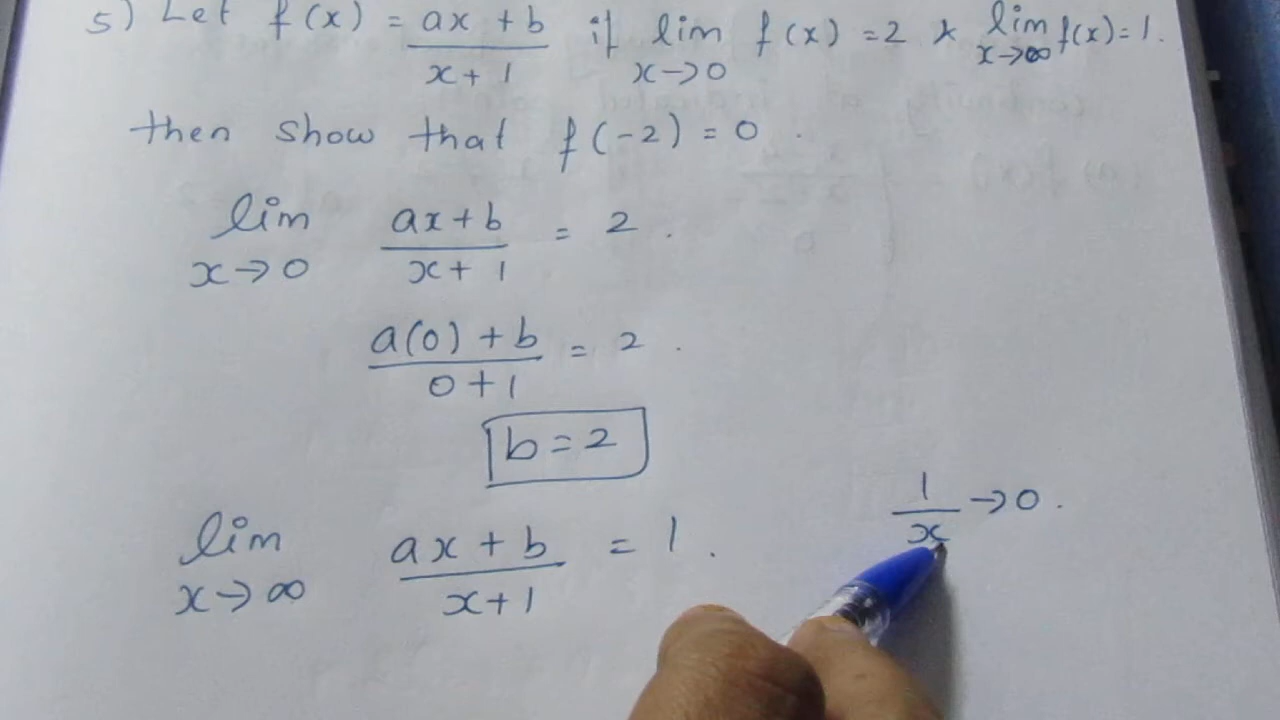 5) Let f(x) = ax + b / x + 1 if lim x→0 f(x) = 2 & lim x→∞ f(x) = 1.
then show that f(-2) = 0 .
lim x→0 ax + b / x + 1 = 2 .
a(0) + b / 0 + 1 = 2 .
b = 2
1 / x → 0 .
lim x→∞ ax + b / x + 1 = 1 .